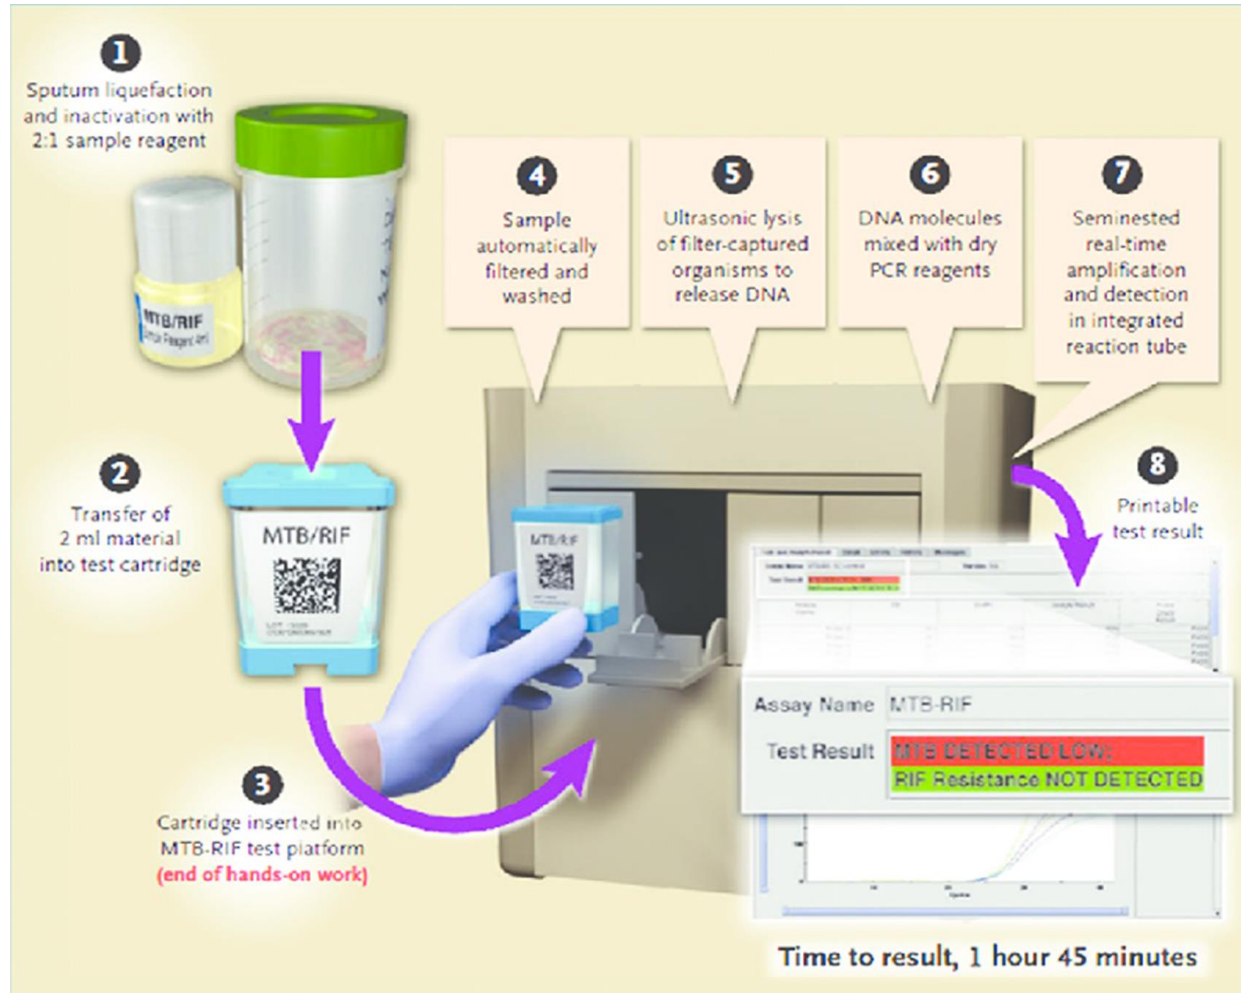 1
Sputum liquefaction
and inactivation with
2:1 sample reagent
MTB/RIF
2
Transfer of
2 ml material
into test cartridge
MTB/RIF
3
Cartridge inserted into
MTB-RIF test platform
(end of hands-on work)
MTB/RIF
4
Sample
automatically
filtered and
washed
5
Ultrasonic lysis
of filter-captured
organisms to
release DNA
6
DNA molecules
mixed with dry
PCR reagents
7
Seminested
real-time
amplification
and detection
in integrated
reaction tube
8
Printable
test result
Assay Name MTB-RIF
Test Result MTB DETECTED LOW:
RIF Resistance NOT DETECTED
Time to result, 1 hour 45 minutes